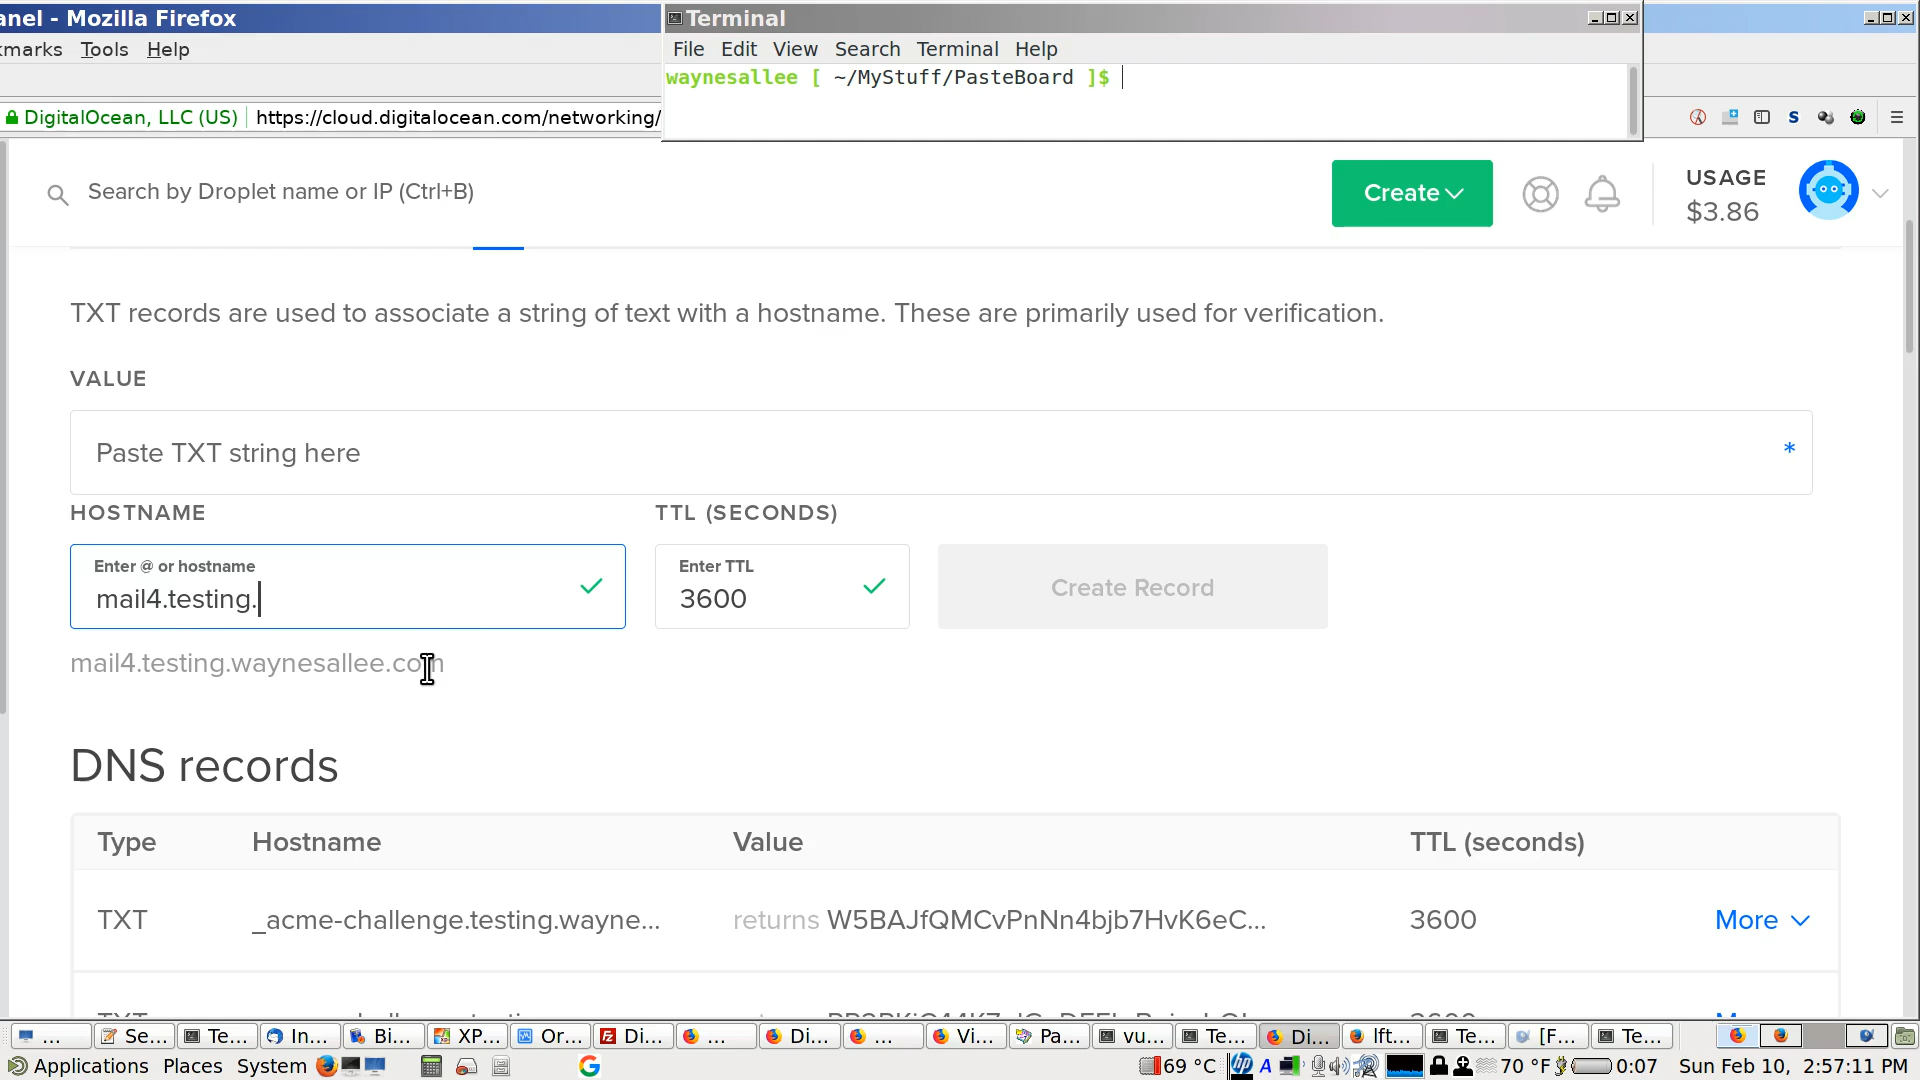 anel - Mozilla Firefox
Terminal
kmarks Tools Help
File Edit View Search Terminal Help
waynesallee [ ~/MyStuff/PasteBoard ]$
DigitalOcean, LLC (US) https://cloud.digitalocean.com/networking/
Search by Droplet name or IP (Ctrl+B)
Create
USAGE
$3.86
TXT records are used to associate a string of text with a hostname. These are primarily used for verification.
VALUE
Paste TXT string here *
HOSTNAME TTL (SECONDS)
Enter @ or hostname Enter TTL
mail4.testing. 3600 Create Record
mail4.testing.waynesallee.com
DNS records
Type Hostname Value TTL (seconds)
TXT _acme-challenge.testing.wayne... returns W5BAJfQMCvPnNn4bjb7HvK6eC... 3600 More
... Se... Te... In... Bi... XP... Or... Di... ... Di... ... Vi... Pa... vu... Te... Di... lft... Te... [F... Te...
Applications Places System 69 °C A 70 °F 0:07 Sun Feb 10, 2:57:11 PM